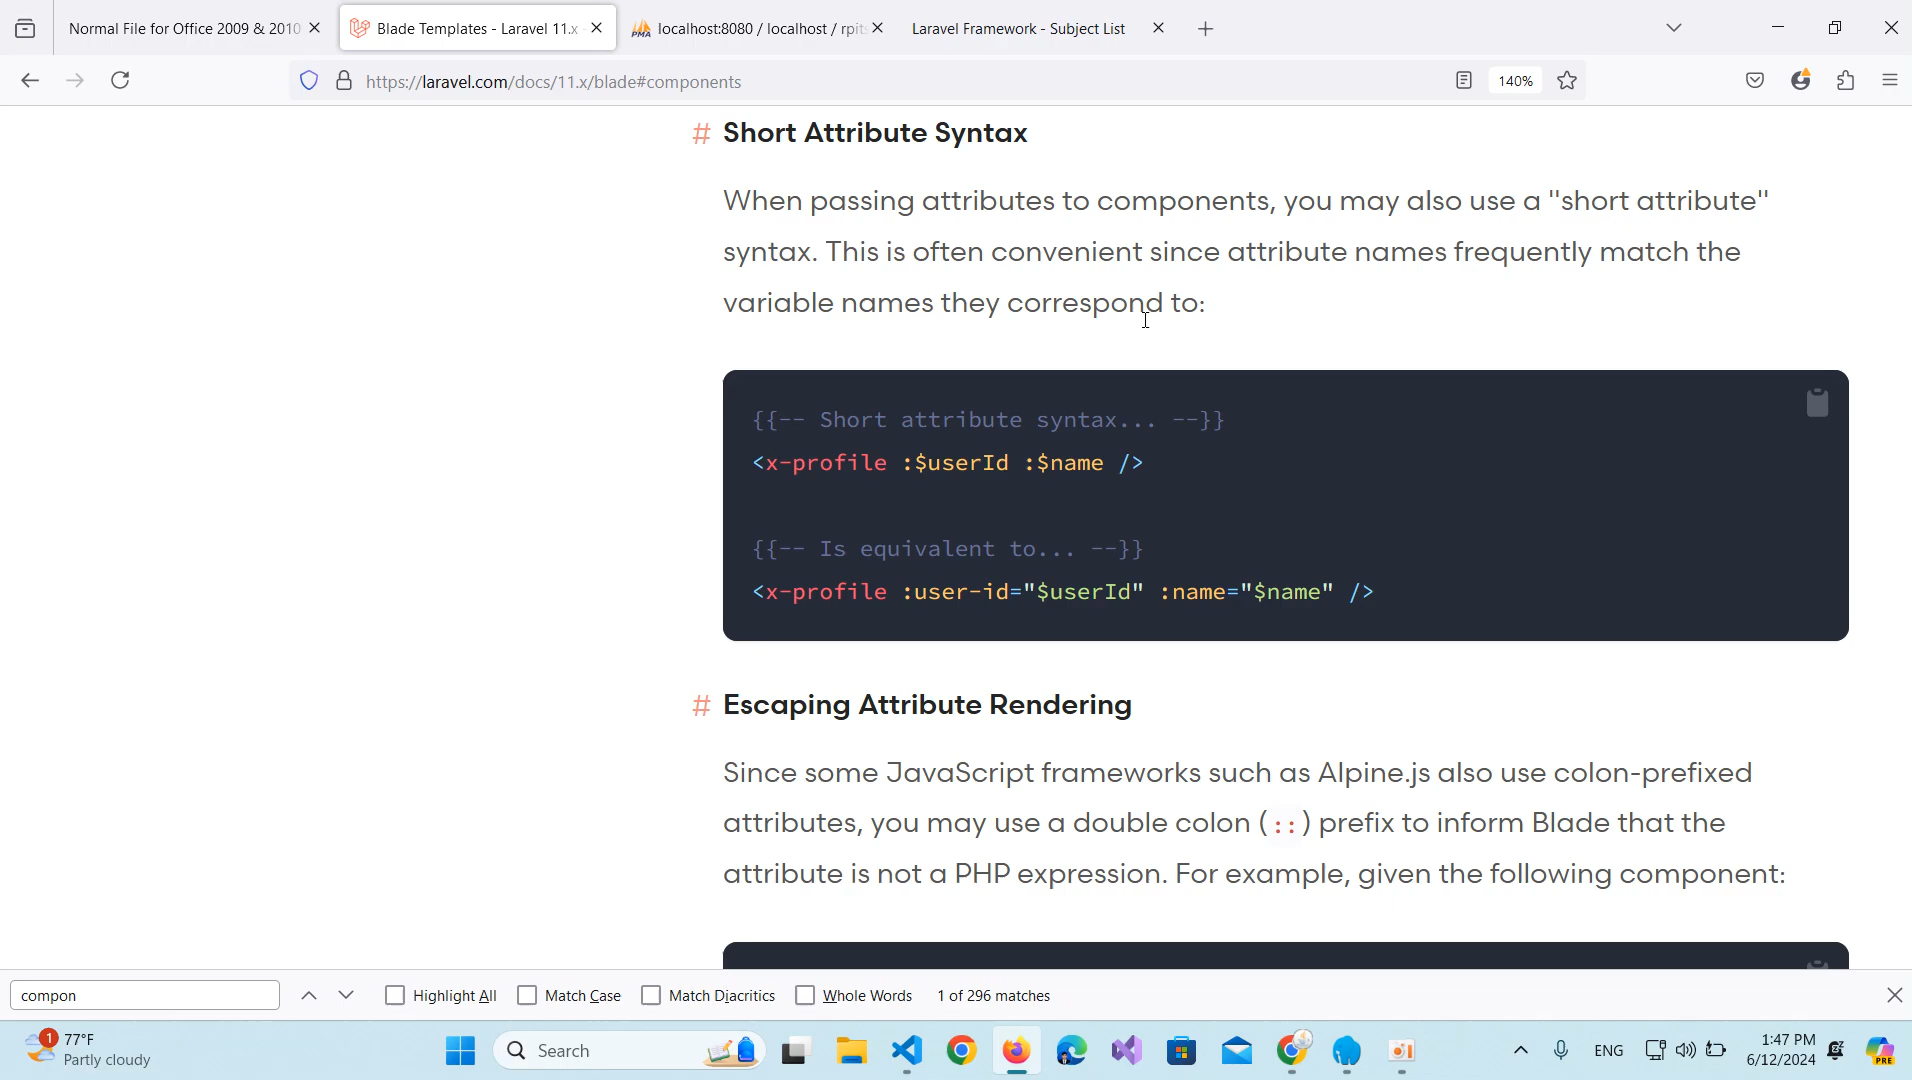 Normal File for Office 2009 & 2010
Blade Templates - Laravel 11.x -
localhost:8080 / localhost / rpits
Laravel Framework - Subject List
https://laravel.com/docs/11.x/blade#components
140%
# Short Attribute Syntax
When passing attributes to components, you may also use a "short attribute"
syntax. This is often convenient since attribute names frequently match the
variable names they correspond to:
{{-- Short attribute syntax... --}}
<x-profile :$userId :$name />
{{-- Is equivalent to... --}}
<x-profile :user-id="$userId" :name="$name" />
# Escaping Attribute Rendering
Since some JavaScript frameworks such as Alpine.js also use colon-prefixed
attributes, you may use a double colon (::) prefix to inform Blade that the
attribute is not a PHP expression. For example, given the following component:
compon
Highlight All
Match Case
Match Diacritics
Whole Words
1 of 296 matches
1
77°F
Partly cloudy
Search
ENG
1:47 PM
6/12/2024
PRE